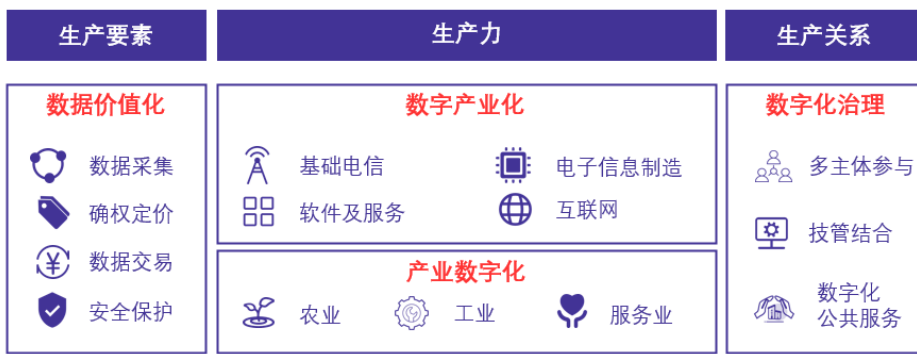 生产要素
生产力
生产关系
数据价值化
数据采集
确权定价
数据交易
安全保护
数字产业化
基础电信
电子信息制造
软件及服务
互联网
产业数字化
农业
工业
服务业
数字化治理
多主体参与
技管结合
数字化
公共服务